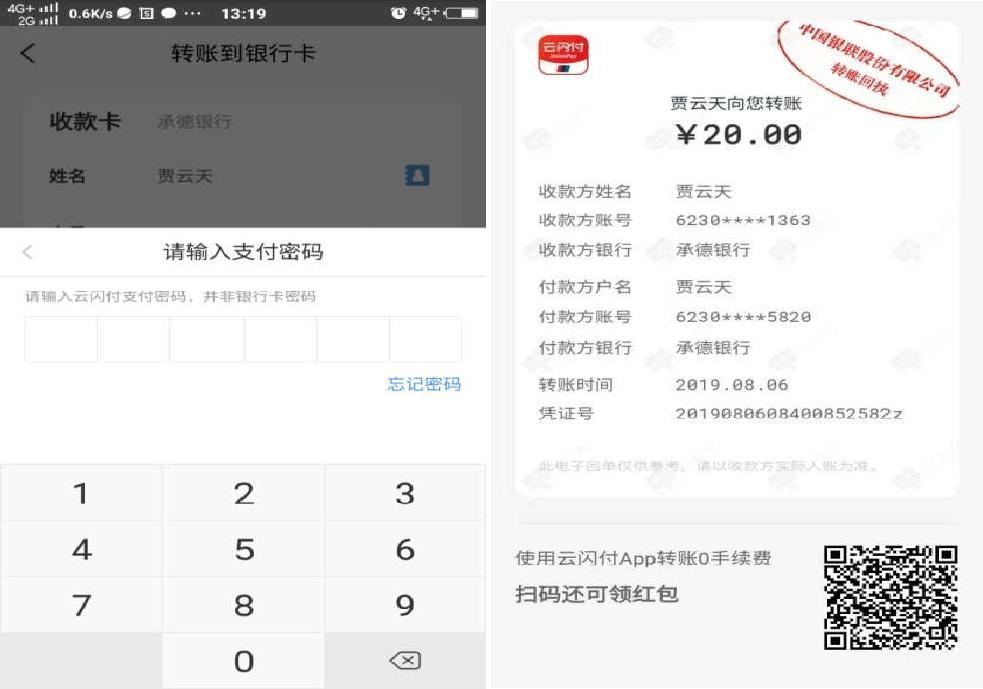 4G+ 2G 0.6K/s 13:19 4G+
转账到银行卡
收款卡 承德银行
姓名 贾云天
请输入支付密码
请输入云闪付支付密码，并非银行卡密码
忘记密码
1 2 3
4 5 6
7 8 9
0
云闪付
UnionPay
中国银联股份有限公司
转账回执
贾云天向您转账
￥20.00
收款方姓名 贾云天
收款方账号 6230****1363
收款方银行 承德银行
付款方户名 贾云天
付款方账号 6230****5820
付款方银行 承德银行
转账时间 2019.08.06
凭证号 2019080608400852582z
此电子回单仅供参考，请以收款方实际入账为准。
使用云闪付App转账0手续费
扫码还可领红包